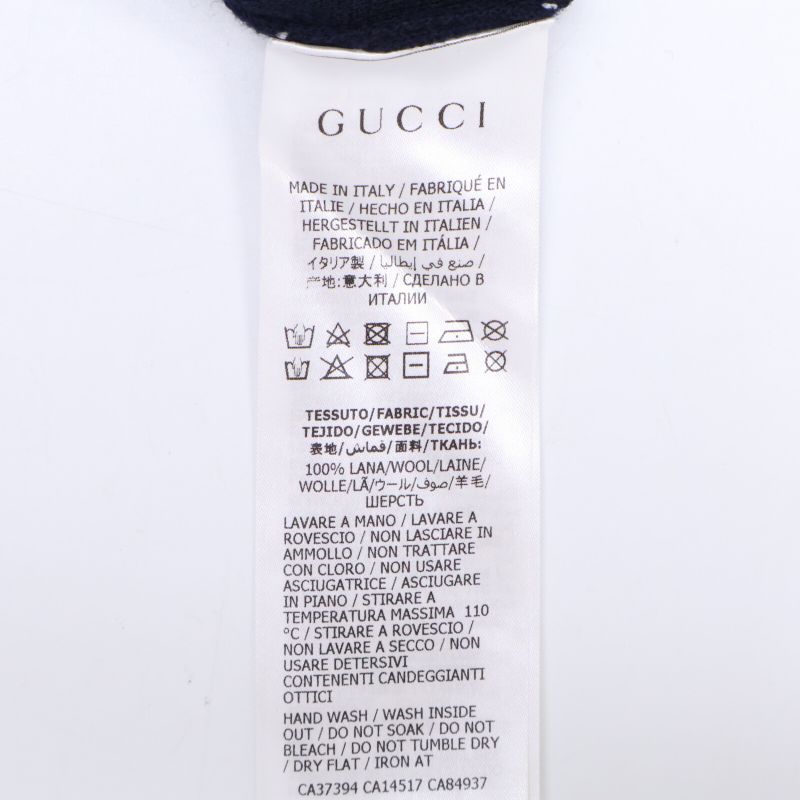 GUCCI
MADE IN ITALY / FABRIQUÉ EN
ITALIE / HECHO EN ITALIA /
HERGESTELLT IN ITALIEN /
FABRICADO EM ITÁLIA /
イタリア製 / صنع في إيطاليا /
产地:意大利 / СДЕЛАНО В
ИТАЛИИ
TESSUTO/FABRIC/TISSU/
TEJIDO/GEWEBE/TECIDO/
表地/قماش/面料/ТКАНЬ:
100% LANA/WOOL/LAINE/
WOLLE/LÃ/ウール/صوف/羊毛/
ШЕРСТЬ
LAVARE A MANO / LAVARE A
ROVESCIO / NON LASCIARE IN
AMMOLLO / NON TRATTARE
CON CLORO / NON USARE
ASCIUGATRICE / ASCIUGARE
IN PIANO / STIRARE A
TEMPERATURA MASSIMA 110
°C / STIRARE A ROVESCIO /
NON LAVARE A SECCO / NON
USARE DETERSIVI
CONTENENTI CANDEGGIANTI
OTTICI
HAND WASH / WASH INSIDE
OUT / DO NOT SOAK / DO NOT
BLEACH / DO NOT TUMBLE DRY
/ DRY FLAT / IRON AT
CA37394 CA14517 CA84937